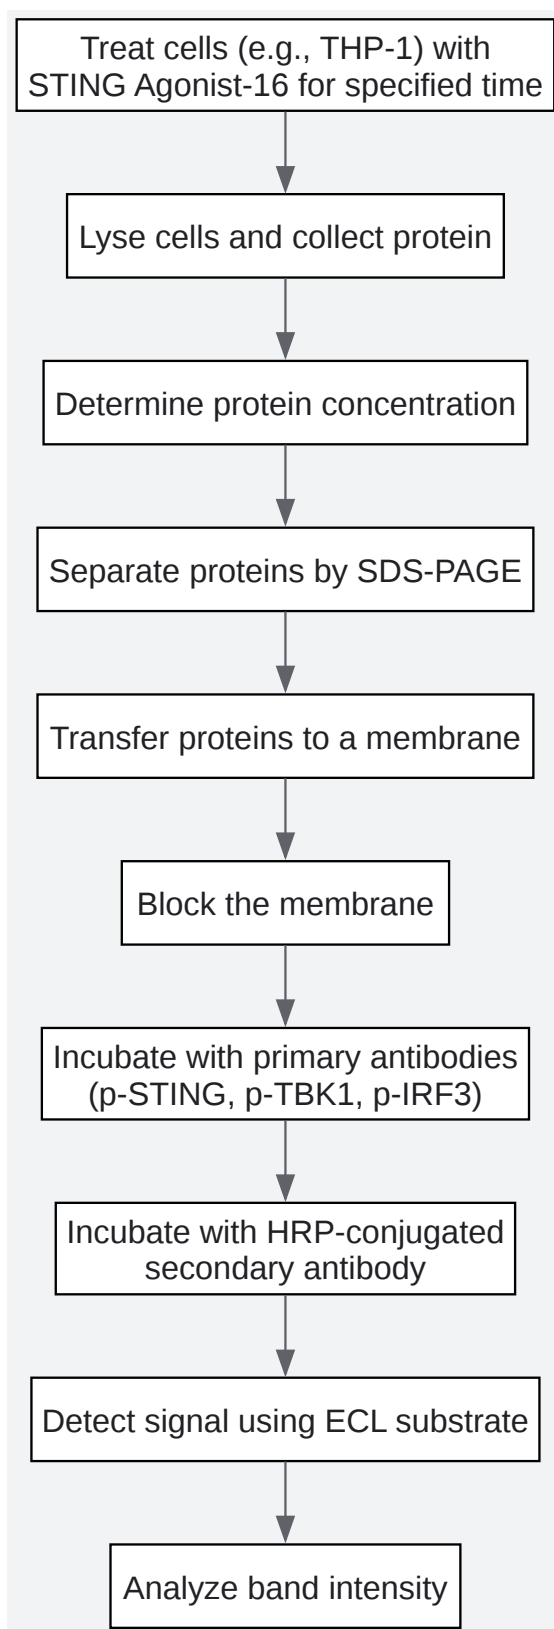 Treat cells (e.g., THP-1) with
STING Agonist-16 for specified time
Lyse cells and collect protein
Determine protein concentration
Separate proteins by SDS-PAGE
Transfer proteins to a membrane
Block the membrane
Incubate with primary antibodies
(p-STING, p-TBK1, p-IRF3)
Incubate with HRP-conjugated
secondary antibody
Detect signal using ECL substrate
Analyze band intensity